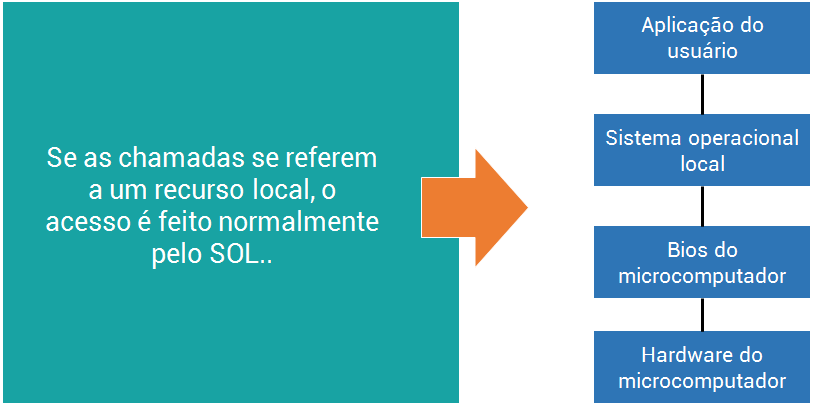 Se as chamadas se referem
a um recurso local, o
acesso é feito normalmente
pelo SOL..
Aplicação do
usuário
Sistema operacional
local
Bios do
microcomputador
Hardware do
microcomputador